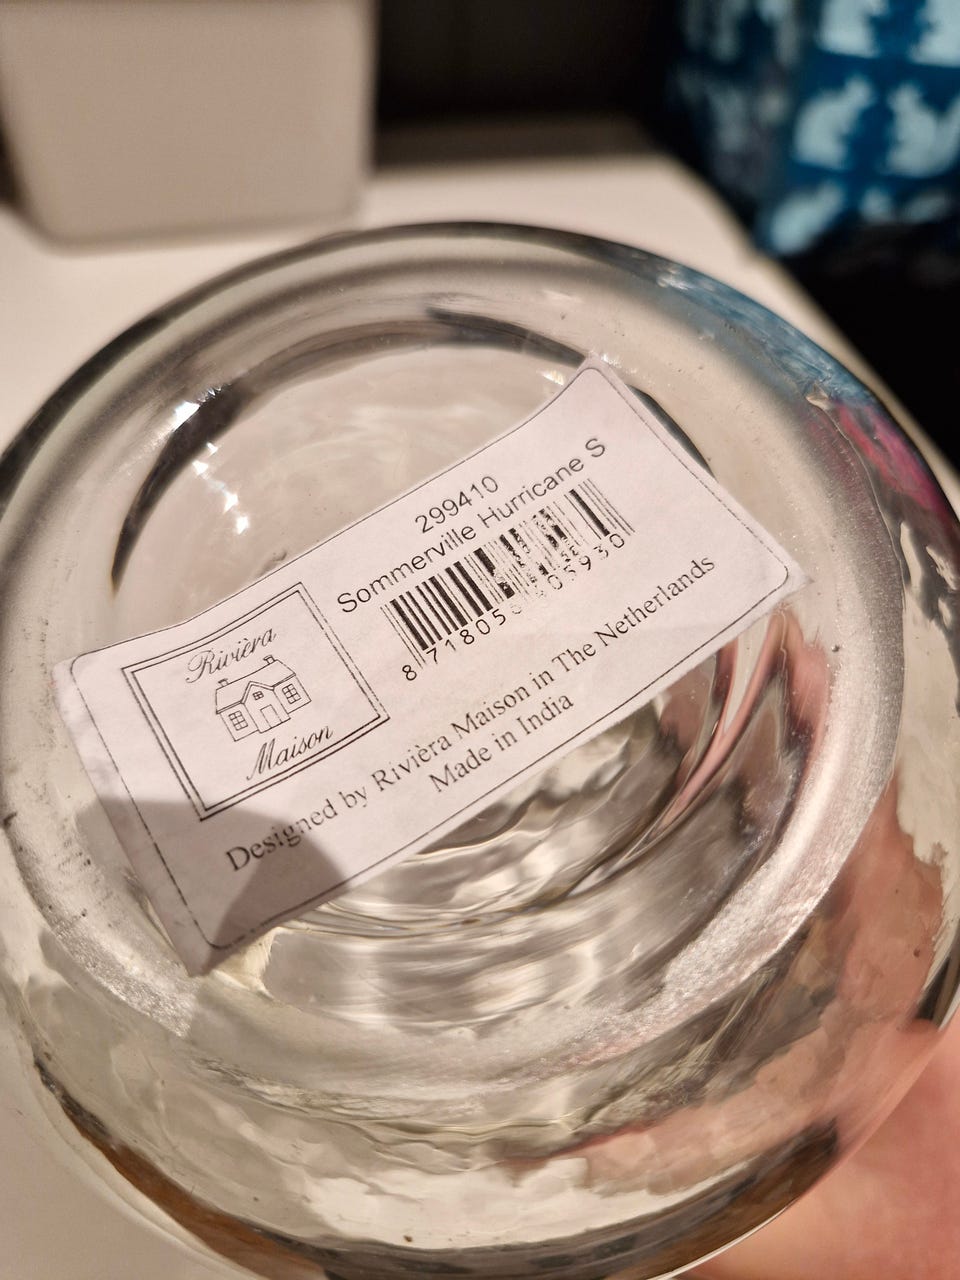 299410
Sommerville Hurricane S
Rivièra
Maison
Designed by Rivièra Maison in The Netherlands
Made in India